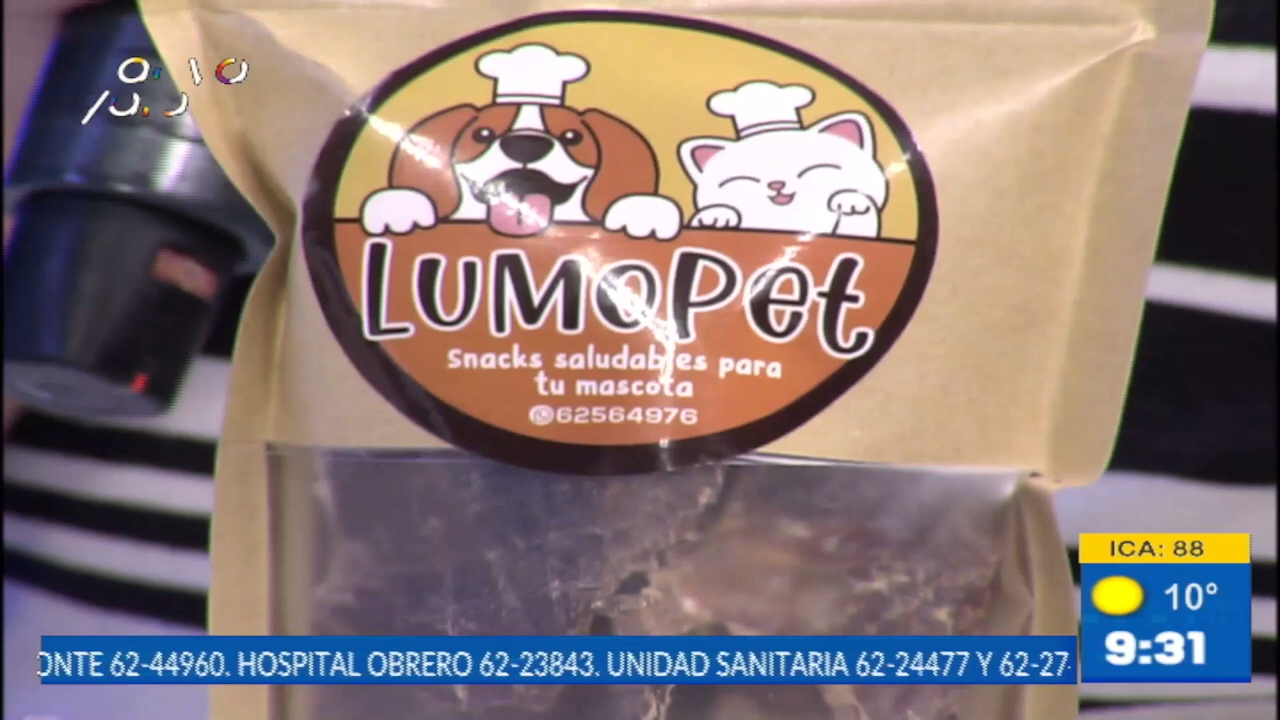 LUMOPet
Snacks saludables para
tu mascota
62564976
ICA: 88
10°
9:31
ONTE 62-44960. HOSPITAL OBRERO 62-23843. UNIDAD SANITARIA 62-24477 Y 62-27